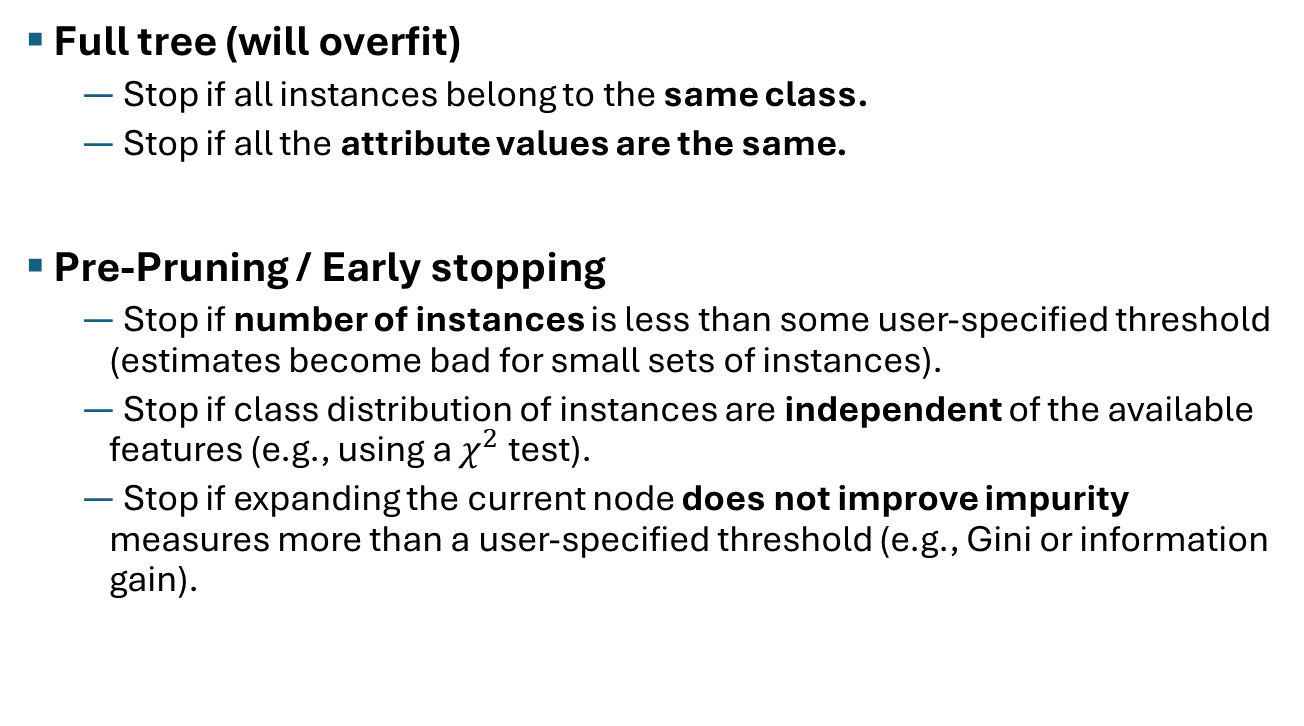 ▪ Full tree (will overfit)
— Stop if all instances belong to the same class.
— Stop if all the attribute values are the same.
▪ Pre-Pruning / Early stopping
— Stop if number of instances is less than some user-specified threshold
(estimates become bad for small sets of instances).
— Stop if class distribution of instances are independent of the available
features (e.g., using a χ² test).
— Stop if expanding the current node does not improve impurity
measures more than a user-specified threshold (e.g., Gini or information
gain).